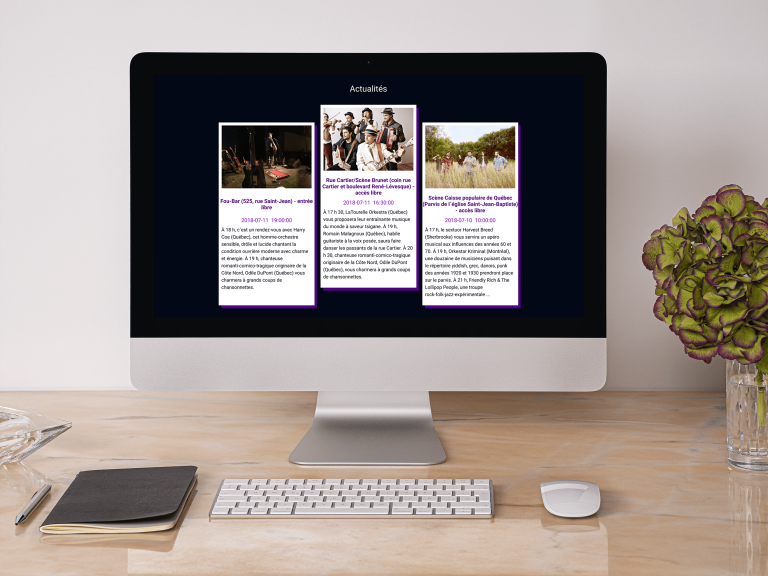 Actualités
Fou-Bar (525, rue Saint-Jean) - entrée
libre
2018-07-11 19:00:00
À 18 h, c'est un rendez-vous avec Harry
Coe (Québec), cet homme-orchestre
sensible, drôle et lucide chantant la
condition ouvrière moderne avec charme
et énergie. À 19 h, chanteuse
romanti-comico-tragique originaire de la
Côte Nord, Odile DuPont (Québec) vous
charmera à grands coups de
chansonnettes.
Rue Cartier/Scène Brunet (coin rue
Cartier et boulevard René-Lévesque) -
accès libre
2018-07-11 16:30:00
À 17 h 30, LaTourelle Orkestra (Québec)
vous proposera leur entraînante musique
du monde à saveur tsigane. À 19 h,
Romain Malagnoux (Québec), habile
guitariste à la voix posée, saura faire
danser les passants de la rue Cartier. À 20
h 30, chanteuse romanti-comico-tragique
originaire de la Côte Nord, Odile DuPont
(Québec), vous charmera à grands coups
de chansonnettes.
Scène Caisse populaire de Québec
(Parvis de l'église Saint-Jean-Baptiste)
- accès libre
2018-07-10 10:00:00
À 17 h, le sextuor Harvest Breed
(Sherbrooke) vous servira un opéro
musical aux influences des années 60 et
70. À 19 h, Orkestar Kriminal (Montréal),
une douzaine de musiciens puisant dans
le répertoire yiddish, grec, danois, punk
des années 1920 et 1930 prendront place
sur le parvis. À 21 h, Friendly Rich & The
Lollipop People, une troupe
rock-folk-jazz-expérimentale ...